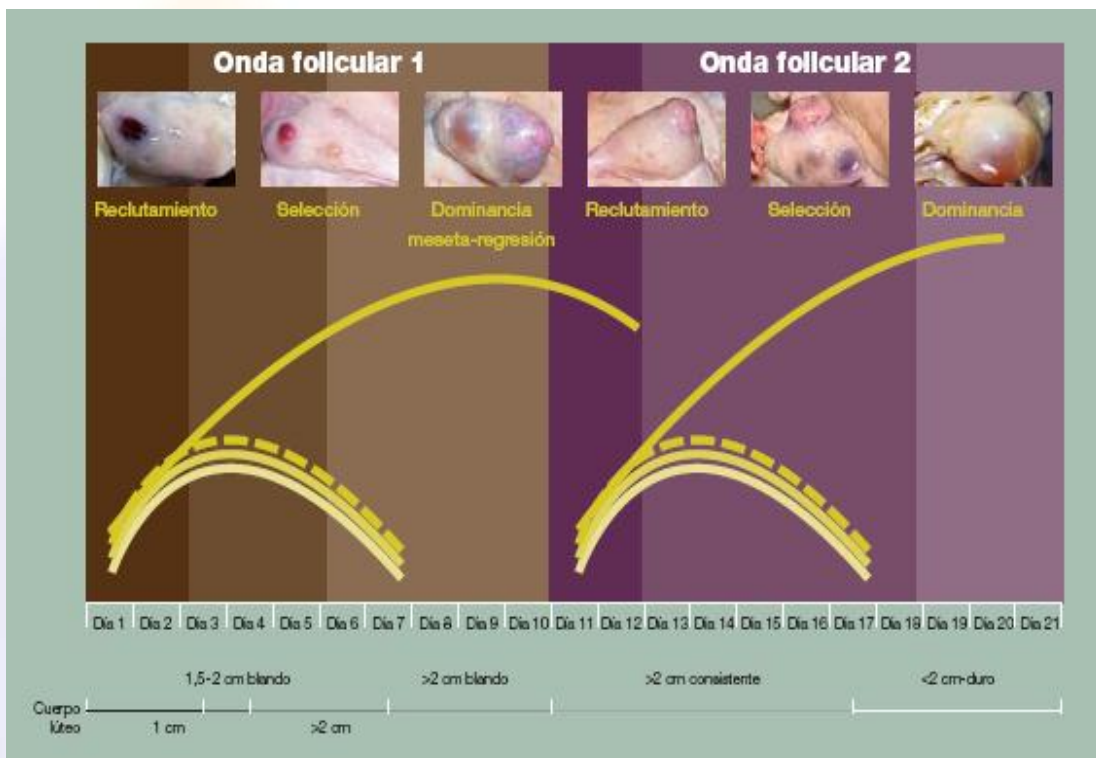 Onda folicular 1
Onda folicular 2
Reclutamiento
Selección
Dominancia
meseta-regresión
Reclutamiento
Selección
Dominancia
Día 1 Día 2 Día 3 Día 4 Día 5 Día 6 Día 7 Día 8 Día 9 Día 10 Día 11 Día 12 Día 13 Día 14 Día 15 Día 16 Día 17 Día 18 Día 19 Día 20 Día 21
1,5-2 cm blando >2 cm blando >2 cm consistente <2 cm-duro
Cuerpo
lúteo
1 cm >2 cm